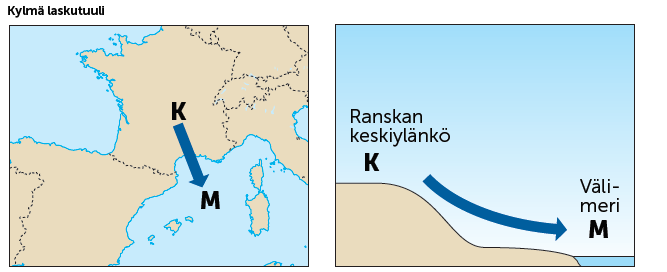 Kylmä laskutuuli
K
M
Ranskan
keskiylänkö
K
Väli-
meri
M